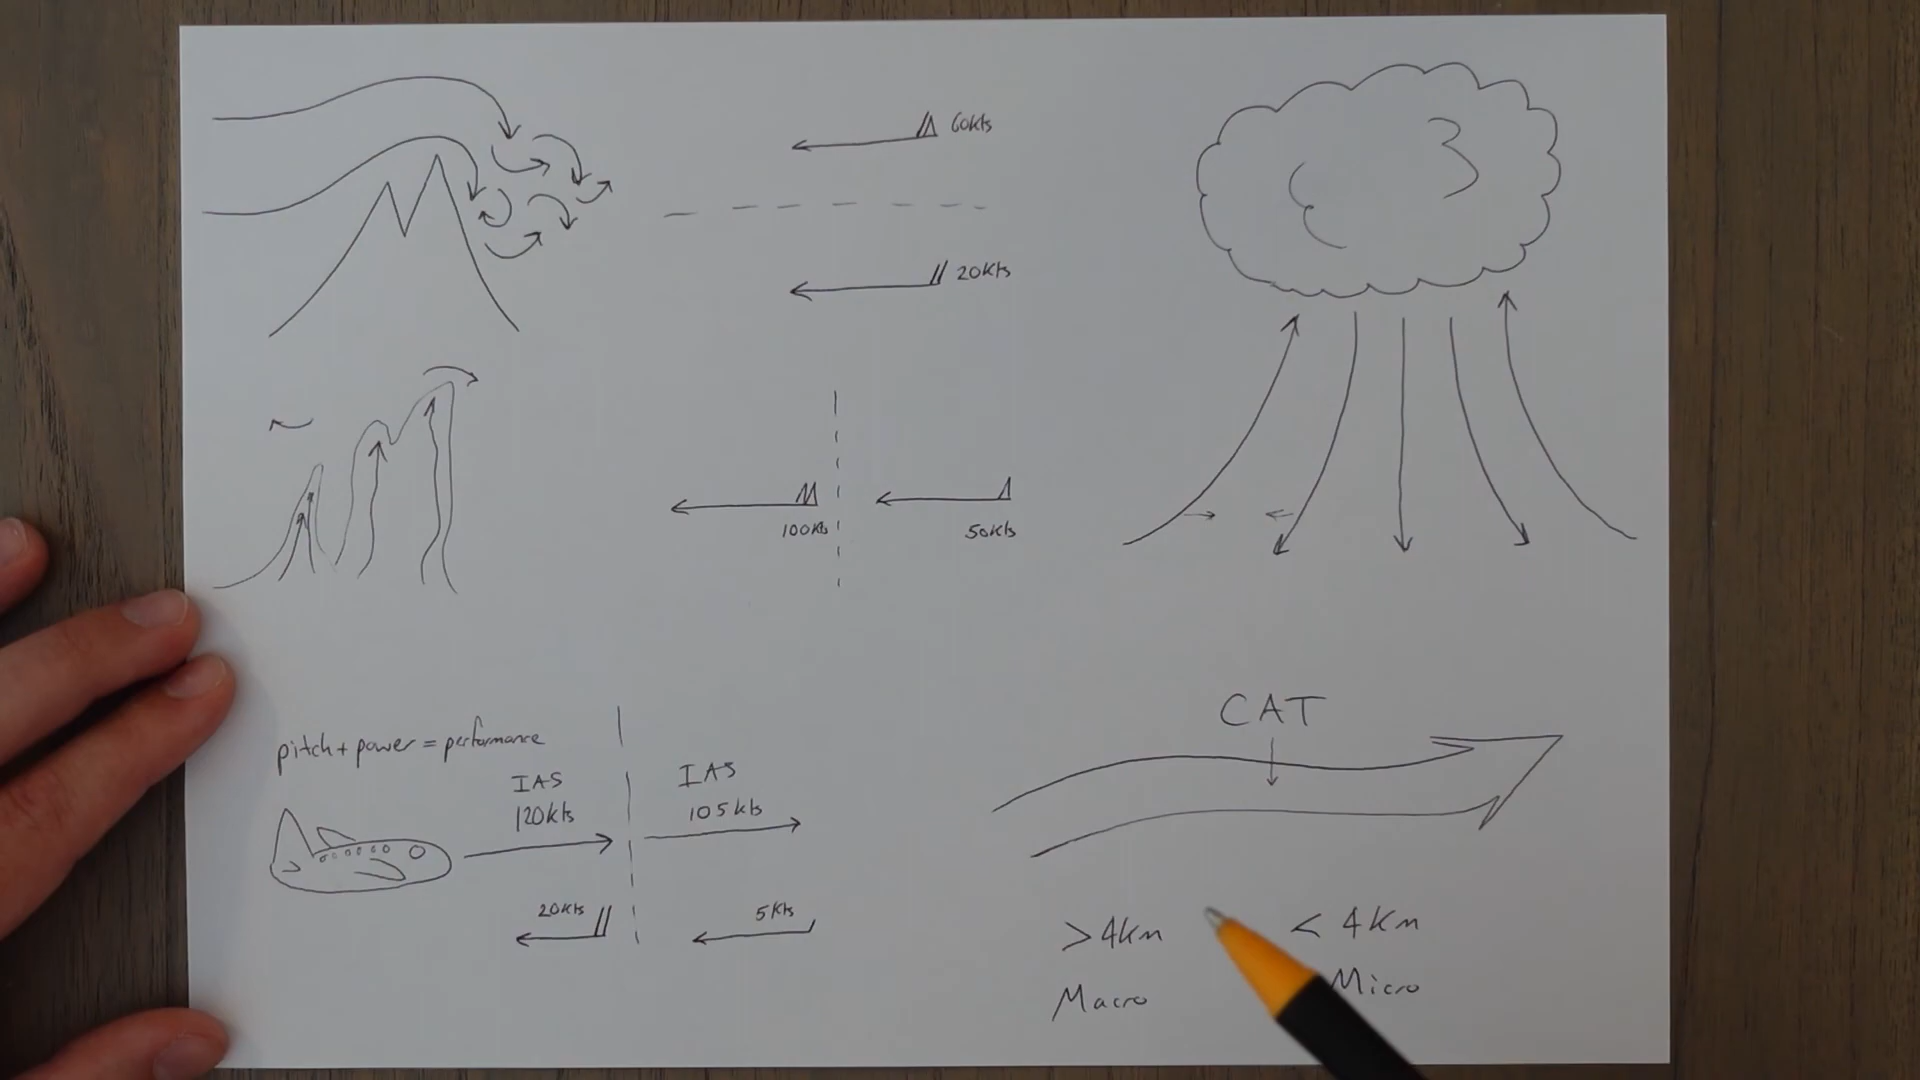 60kts
20kts
100kts
50kts
pitch + power = performance
IAS
120kts
IAS
105kts
20kts
5kts
CAT
>4km
< 4km
Macro
Micro